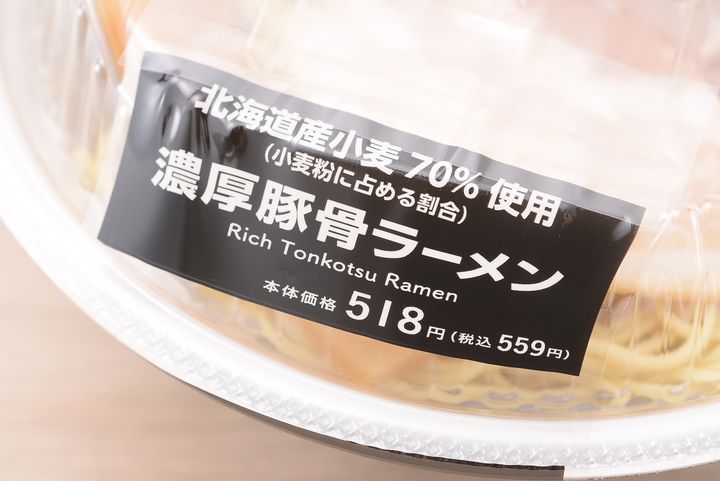 北海道産小麦70%使用
(小麦粉に占める割合)
濃厚豚骨ラーメン
Rich Tonkotsu Ramen
本体価格 518円(税込 559円)